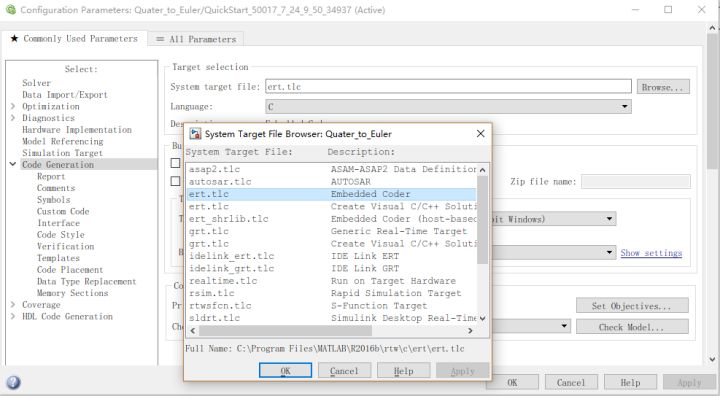 Configuration Parameters: Quater_to_Euler/QuickStart_50017_7_24_9_50_34937 (Active)
★ Commonly Used Parameters
= All Parameters
Select:
Solver
Data Import/Export
Optimization
Diagnostics
Hardware Implementation
Model Referencing
Simulation Target
Code Generation
Report
Comments
Symbols
Custom Code
Interface
Code Style
Verification
Templates
Code Placement
Data Type Replacement
Memory Sections
Coverage
HDL Code Generation
Target selection
System target file: ert.tlc Browse...
Language: C
System Target File Browser: Quater_to_Euler
System Target File: Description:
asap2.tlc ASAM-ASAP2 Data Definition
autosar.tlc AUTOSAR
ert.tlc Embedded Coder
ert.tlc Create Visual C/C++ Soluti
ert_shrlib.tlc Embedded Coder (host-based
grt.tlc Generic Real-Time Target
grt.tlc Create Visual C/C++ Soluti
idelink_ert.tlc IDE Link ERT
idelink_grt.tlc IDE Link GRT
realtime.tlc Run on Target Hardware
rsim.tlc Rapid Simulation Target
rtwsfcn.tlc S-Function Target
sldrt.tlc Simulink Desktop Real-Time
Full Name: C:\Program Files\MATLAB\R2016b\rtw\c\ert\ert.tlc
OK Cancel Help Apply
Zip file name:
bit Windows)
Show settings
Set Objectives...
Check Model...
OK Cancel Help Apply